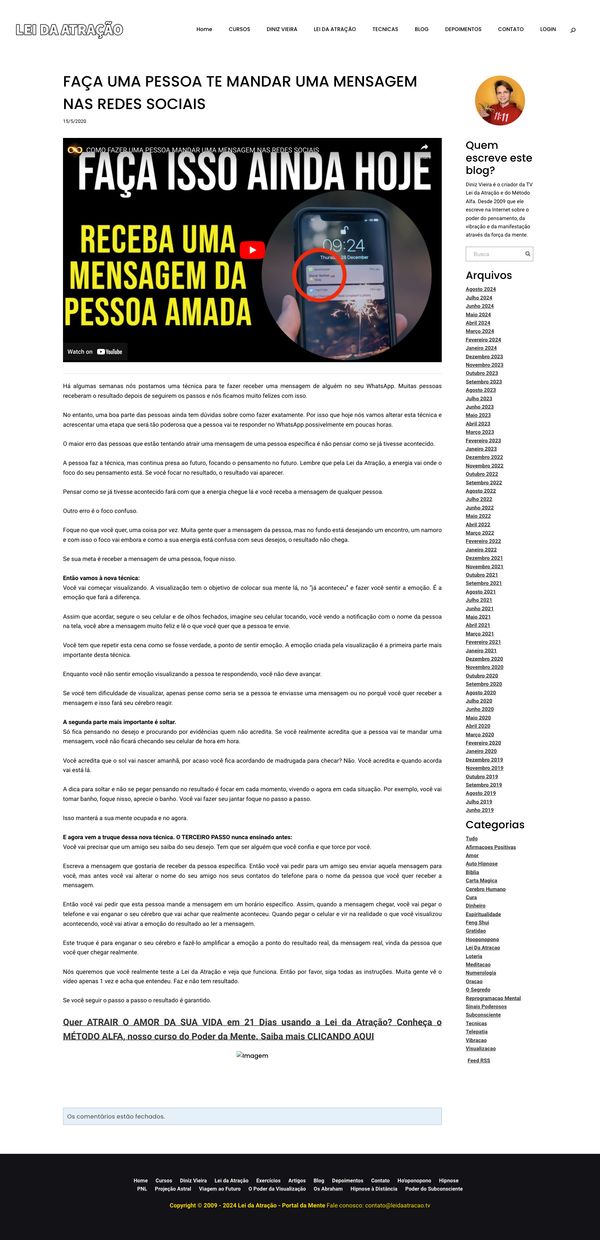 LEI DA ATRAÇÃO
Home CURSOS DINIZ VIEIRA LEI DA ATRAÇÃO TECNICAS BLOG DEPOIMENTOS CONTATO LOGIN
FAÇA UMA PESSOA TE MANDAR UMA MENSAGEM
NAS REDES SOCIAIS
15/5/2020
COMO FAZER UMA PESSOA MANDAR UMA MENSAGEM NAS REDES SOCIAIS
FAÇA ISSO AINDA HOJE
RECEBA UMA
MENSAGEM DA
PESSOA AMADA
09:24
Watch on YouTube
Há algumas semanas nós postamos uma técnica para te fazer receber uma mensagem de alguém no seu WhatsApp. Muitas pessoas
receberam o resultado depois de seguirem os passos e nós ficamos muito felizes com isso.
No entanto, uma boa parte das pessoas ainda tem dúvidas sobre como fazer exatamente. Por isso que hoje nós vamos alterar esta técnica e
acrescentar uma etapa que será tão poderosa que a pessoa vai te responder no WhatsApp possivelmente em poucas horas.
O maior erro das pessoas que estão tentando atrair uma mensagem de uma pessoa específica é não pensar como se já tivesse acontecido.
A pessoa faz a técnica, mas continua presa ao futuro, focando o pensamento no futuro. Lembre que pela Lei da Atração, a energia vai onde o
foco do seu pensamento está. Se você focar no resultado, o resultado vai aparecer.
Pensar como se já tivesse acontecido fará com que a energia chegue lá e você receba a mensagem de qualquer pessoa.
Outro erro é o foco confuso.
Foque no que você quer, uma coisa por vez. Muita gente quer a mensagem da pessoa, mas no fundo está desejando um encontro, um namoro
e com isso o foco vai embora e como a sua energia está confusa com seus desejos, o resultado não chega.
Se sua meta é receber a mensagem de uma pessoa, foque nisso.
Então vamos à nova técnica:
Você vai começar visualizando. A visualização tem o objetivo de colocar sua mente lá, no "já aconteceu" e fazer você sentir a emoção. É a
emoção que fará a diferença.
Assim que acordar, segure o seu celular e de olhos fechados, imagine seu celular tocando, você vendo a notificação com o nome da pessoa
na tela, você abre a mensagem muito feliz e lê o que você quer que a pessoa te envie.
Você tem que repetir esta cena como se fosse verdade, a ponto de sentir a emoção. A emoção criada pela visualização é a primeira parte mais
importante desta técnica.
Enquanto você não sentir emoção visualizando a pessoa te respondendo, você não deve avançar.
Se você tem dificuldade de visualizar, apenas pense como seria se a pessoa te enviasse uma mensagem ou no porquê você quer receber a
mensagem e isso fará seu cérebro reagir.
A segunda parte mais importante é soltar.
Só fica pensando no desejo e procurando por evidências quem não acredita. Se você realmente acredita que a pessoa vai te mandar uma
mensagem, você não ficará checando seu celular de hora em hora.
Você acredita que o sol vai nascer amanhã, por acaso você fica acordando de madrugada para checar? Não. Você acredita e quando acorda
vai está lá.
A dica para soltar e não se pegar pensando no resultado é focar em cada momento, vivendo o agora em cada situação. Por exemplo, você vai
tomar banho, foque nisso, aprecie o banho. Você vai fazer seu jantar foque no passo a passo.
Isso manterá a sua mente ocupada e no agora.
E agora vem a truque dessa nova técnica. O TERCEIRO PASSO nunca ensinado antes:
Você vai precisar que um amigo seu saiba do seu desejo. Tem que ser alguém que você confia e que torce por você.
Escreva a mensagem que gostaria de receber da pessoa específica. Então você vai pedir para um amigo seu enviar aquela mensagem para
você, mas antes você vai alterar o nome do seu amigo nos seus contatos do telefone para o nome da pessoa que você quer receber a
mensagem.
Então você vai pedir que esta pessoa mande a mensagem em um horário específico. Assim, quando a mensagem chegar, você vai pegar o
telefone e vai enganar o seu cérebro que vai achar que realmente aconteceu. Quando pegar o celular e vir na realidade o que você visualizou
acontecendo, você vai ativar a emoção do resultado ao ler a mensagem.
Este truque é para enganar o seu cérebro e fazê-lo amplificar a emoção a ponto do resultado real, da mensagem real, vinda da pessoa que
você quer chegar realmente.
Nós queremos que você realmente teste a Lei da Atração e veja que funciona. Então por favor, siga todas as instruções. Muita gente vê o
vídeo apenas 1 vez e acha que entendeu. Faz e não tem resultado.
Se você seguir o passo a passo o resultado é garantido.
Quer ATRAIR O AMOR DA SUA VIDA em 21 Dias usando a Lei da Atração? Conheça o
MÉTODO ALFA, nosso curso do Poder da Mente. Saiba mais CLICANDO AQUI
Imagem
Os comentários estão fechados.
11:11
Quem
escreve este
blog?
Diniz Vieira é o criador da TV
Lei da Atração e do Método
Alfa. Desde 2009 que ele
escreve na Internet sobre o
poder do pensamento, da
vibração e da manifestação
através da força da mente.
Busca
Arquivos
Agosto 2024
Julho 2024
Junho 2024
Maio 2024
Abril 2024
Março 2024
Fevereiro 2024
Janeiro 2024
Dezembro 2023
Novembro 2023
Outubro 2023
Setembro 2023
Agosto 2023
Julho 2023
Junho 2023
Maio 2023
Abril 2023
Março 2023
Fevereiro 2023
Janeiro 2023
Dezembro 2022
Novembro 2022
Outubro 2022
Setembro 2022
Agosto 2022
Julho 2022
Junho 2022
Maio 2022
Abril 2022
Março 2022
Fevereiro 2022
Janeiro 2022
Dezembro 2021
Novembro 2021
Outubro 2021
Setembro 2021
Agosto 2021
Julho 2021
Junho 2021
Maio 2021
Abril 2021
Março 2021
Fevereiro 2021
Janeiro 2021
Dezembro 2020
Novembro 2020
Outubro 2020
Setembro 2020
Agosto 2020
Julho 2020
Junho 2020
Maio 2020
Abril 2020
Março 2020
Fevereiro 2020
Janeiro 2020
Dezembro 2019
Novembro 2019
Outubro 2019
Setembro 2019
Agosto 2019
Julho 2019
Junho 2019
Categorias
Tudo
Afirmacoes Positivas
Amor
Auto Hipnose
Biblia
Carta Magica
Cerebro Humano
Cura
Dinheiro
Espiritualidade
Feng Shui
Gratidao
Hooponopono
Lei Da Atracao
Loteria
Meditacao
Numerologia
Oracao
O Segredo
Reprogramacao Mental
Sinais Poderosos
Subconsciente
Tecnicas
Telepatia
Vibracao
Visualizacao
Feed RSS
Home Cursos Diniz Vieira Lei da Atração Exercícios Artigos Blog Depoimentos Contato Ho'oponopono Hipnose
PNL Projeção Astral Viagem ao Futuro O Poder da Visualização Os Abraham Hipnose à Distância Poder do Subconsciente
Copyright © 2009 - 2024 Lei da Atração - Portal da Mente Fale conosco: contato@leidaatracao.tv